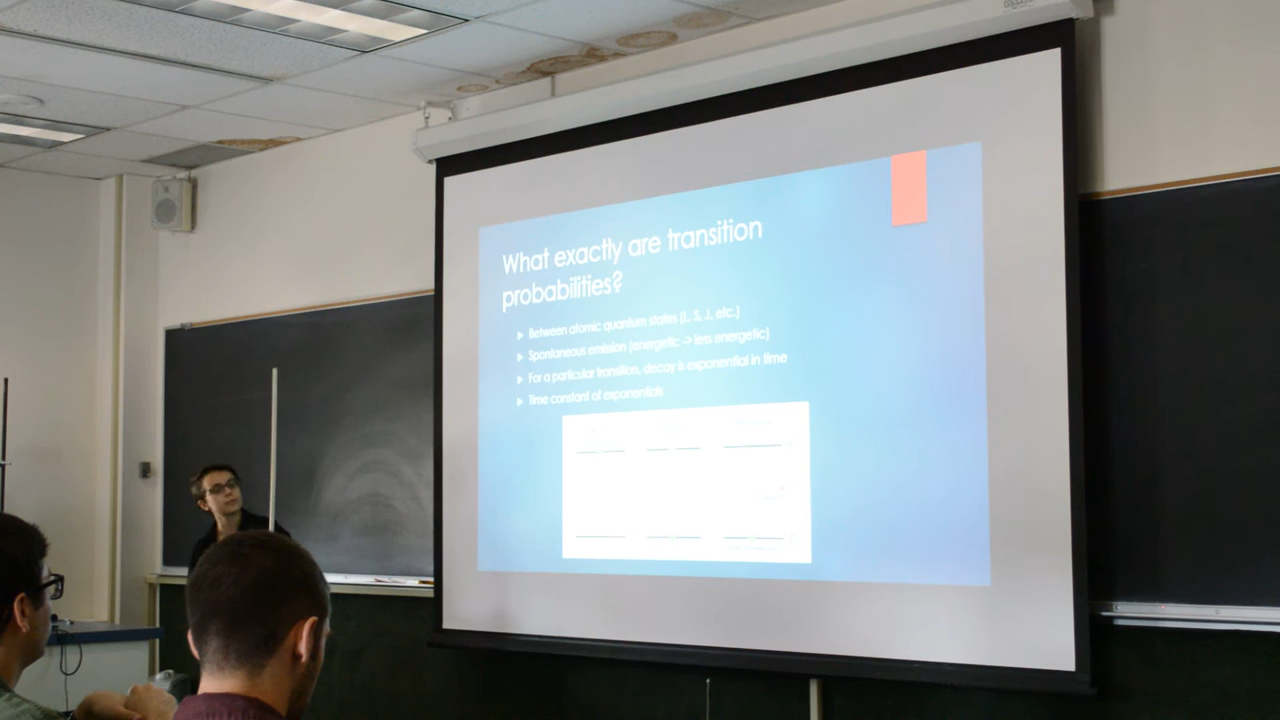 What exactly are transition
probabilities?
Between atomic quantum states (L, S, J, etc.)
Spontaneous emission (energetic -> less energetic)
For a particular transition, decay is exponential in time
Time constant of exponentials